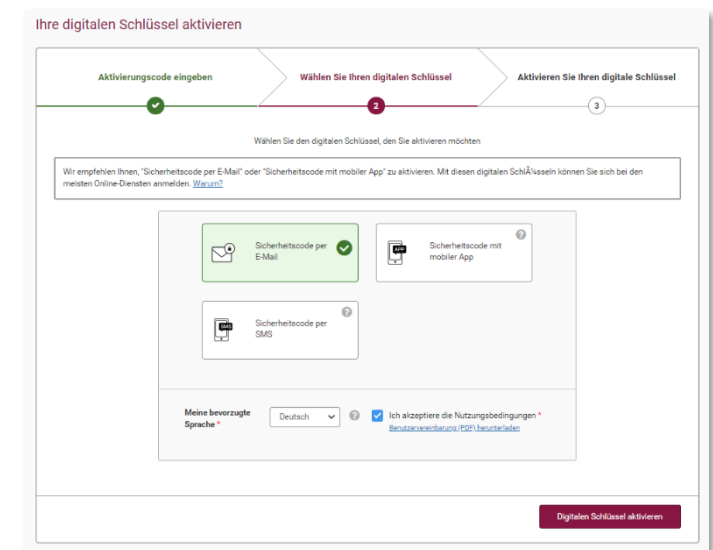 Ihre digitalen Schlüssel aktivieren
Aktivierungscode eingeben
Wählen Sie Ihren digitalen Schlüssel
Aktivieren Sie Ihren digitale Schlüssel
2
3
Wählen Sie den digitalen Schlüssel, den Sie aktivieren möchten
Wir empfehlen Ihnen, "Sicherheitscode per E-Mail" oder "Sicherheitscode mit mobiler App" zu aktivieren. Mit diesen digitalen SchlÃ¼sseln können Sie sich bei den
meisten Online-Diensten anmelden. Warum?
Sicherheitscode per
E-Mail
APP
Sicherheitscode mit
mobiler App
?
SMS
Sicherheitscode per
SMS
?
Meine bevorzugte
Sprache *
Deutsch
?
Ich akzeptiere die Nutzungsbedingungen *
Benutzervereinbarung (PDF) herunterladen
Digitalen Schlüssel aktivieren